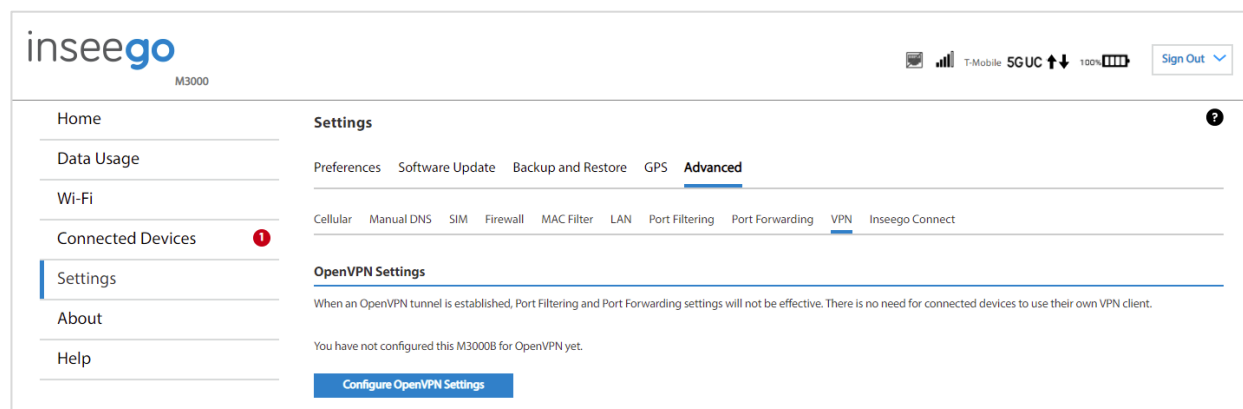 inseego
M3000
T-Mobile 5G UC 100%
Sign Out
Home
Data Usage
Wi-Fi
Connected Devices 1
Settings
About
Help
Settings
?
Preferences Software Update Backup and Restore GPS Advanced
Cellular Manual DNS SIM Firewall MAC Filter LAN Port Filtering Port Forwarding VPN Inseego Connect
OpenVPN Settings
When an OpenVPN tunnel is established, Port Filtering and Port Forwarding settings will not be effective. There is no need for connected devices to use their own VPN client.
You have not configured this M3000B for OpenVPN yet.
Configure OpenVPN Settings